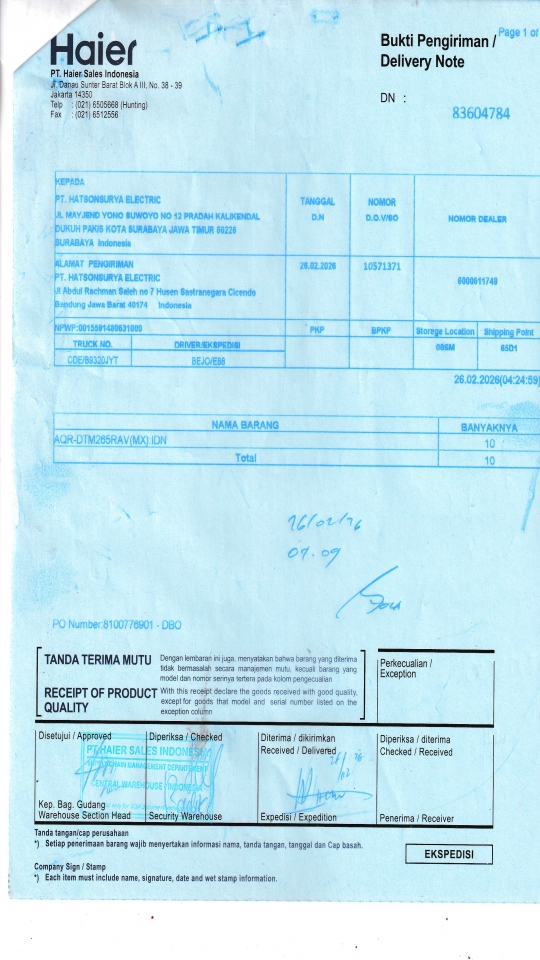 Page 1 of
Haier
Bukti Pengiriman /
Delivery Note
PT. Haier Sales Indonesia
Jl. Danau Sunter Barat Blok A III, No. 38 - 39
Jakarta 14350
Telp : (021) 6505668 (Hunting)
Fax : (021) 6512556
DN :
83604784
KEPADA
PT. HATSONSURYA ELECTRIC
JL MAYJEND YONO SUWOYO NO 12 PRADAH KALIKENDAL
DUKUH PAKIS KOTA SURABAYA JAWA TIMUR 60226
SURABAYA Indonesia
TANGGAL
D.N
NOMOR
D.O.V/SO
NOMOR DEALER
ALAMAT PENGIRIMAN
PT. HATSONSURYA ELECTRIC
Jl Abdul Rachman Saleh no 7 Husen Sastranegara Cicendo
Bandung Jawa Barat 40174 Indonesia
26.02.2026
10571371
NPWP:
PKP
BPKP
Storege Location
Shipping Point
TRUCK NO.
DRIVER/EKSPEDISI
BEJO/E88
26.02.2026(04:24:59)
NAMA BARANG
BANYAKNYA
AQR-DTM265RAV(MX):IDN
10
Total
10
26/02/26
07.09
PO Number:8100776901 - DBO
TANDA TERIMA MUTU
Dengan lembaran ini juga, menyatakan bahwa barang yang diterima
tidak bermasalah secara manajemen mutu, kecuali barang yang
model dan nomor serinya tertera pada kolom pengecualian
RECEIPT OF PRODUCT
QUALITY
With this receipt declare the goods received with good quality,
except for goods that model and serial number listed on the
exception column
Perkecualian /
Exception
Disetujui / Approved
Diperiksa / Checked
Diterima / dikirimkan
Received / Delivered
Diperiksa / diterima
Checked / Received
PT HAIER SALES INDONESIA
SUPPLY CHAIN MANAGEMENT DEPARTEMENT
CENTRAL WAREHOUSE - INDONESIA
Kep. Bag. Gudang
Warehouse Section Head
Security Warehouse
Expedisi / Expedition
Penerima / Receiver
Tanda tangan/cap perusahaan
*) Setiap penerimaan barang wajib menyertakan informasi nama, tanda tangan, tanggal dan Cap basah.
EKSPEDISI
Company Sign / Stamp
*) Each item must include name, signature, date and wet stamp information.